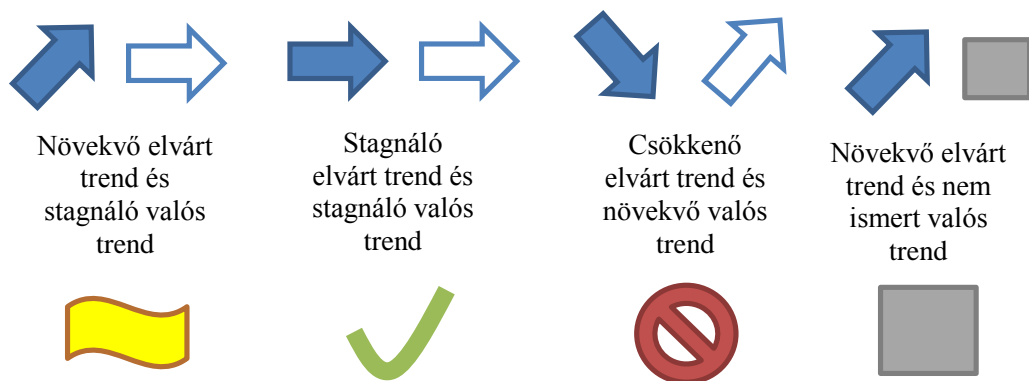 Növekvő elvárt
trend és
stagnáló valós
trend
Stagnáló
elvárt trend és
stagnáló valós
trend
Csökkenő
elvárt trend és
növekvő valós
trend
Növekvő elvárt
trend és nem
ismert valós
trend